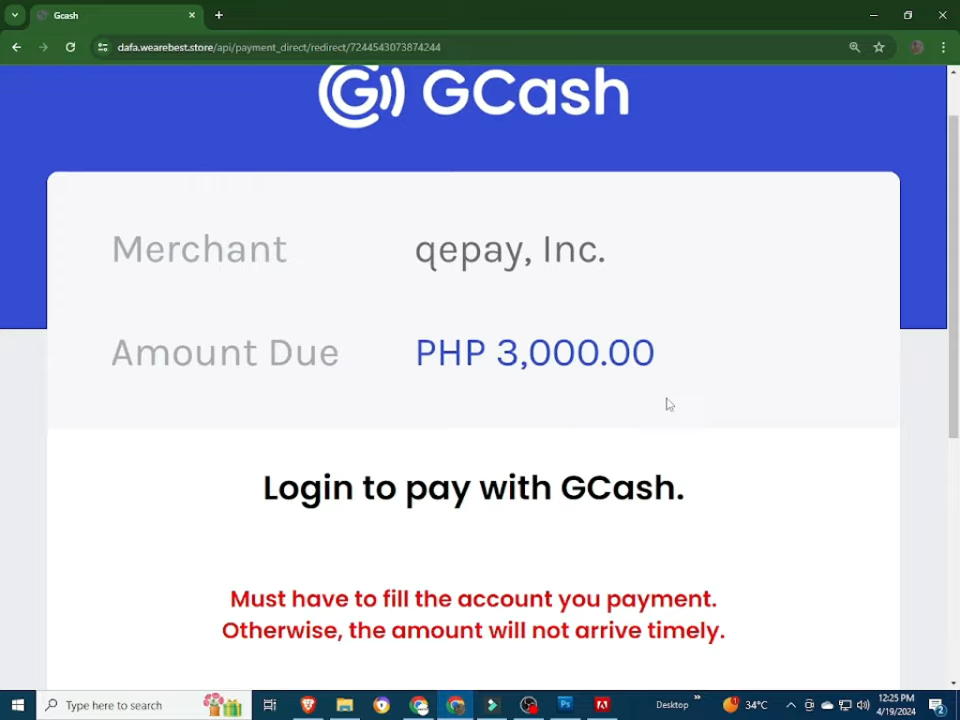 Gcash
dafa.wearebest.store/api/payment_direct/redirect/7244543073874244
GCash
Merchant qepay, Inc.
Amount Due PHP 3,000.00
Login to pay with GCash.
Must have to fill the account you payment.
Otherwise, the amount will not arrive timely.
Type here to search
Desktop
34°C
12:25 PM
4/19/2024
2